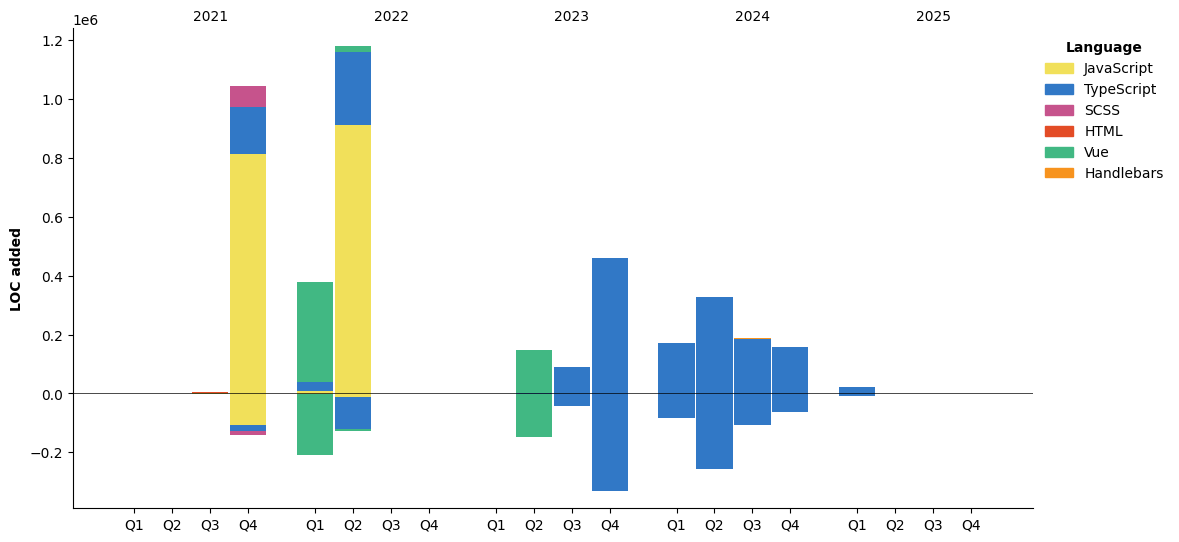 2021 2022 2023 2024 2025
1e6
1.2
1.0
0.8
0.6
0.4
0.2
0.0
−0.2
LOC added
Language
JavaScript
TypeScript
SCSS
HTML
Vue
Handlebars
Q1 Q2 Q3 Q4 Q1 Q2 Q3 Q4 Q1 Q2 Q3 Q4 Q1 Q2 Q3 Q4 Q1 Q2 Q3 Q4